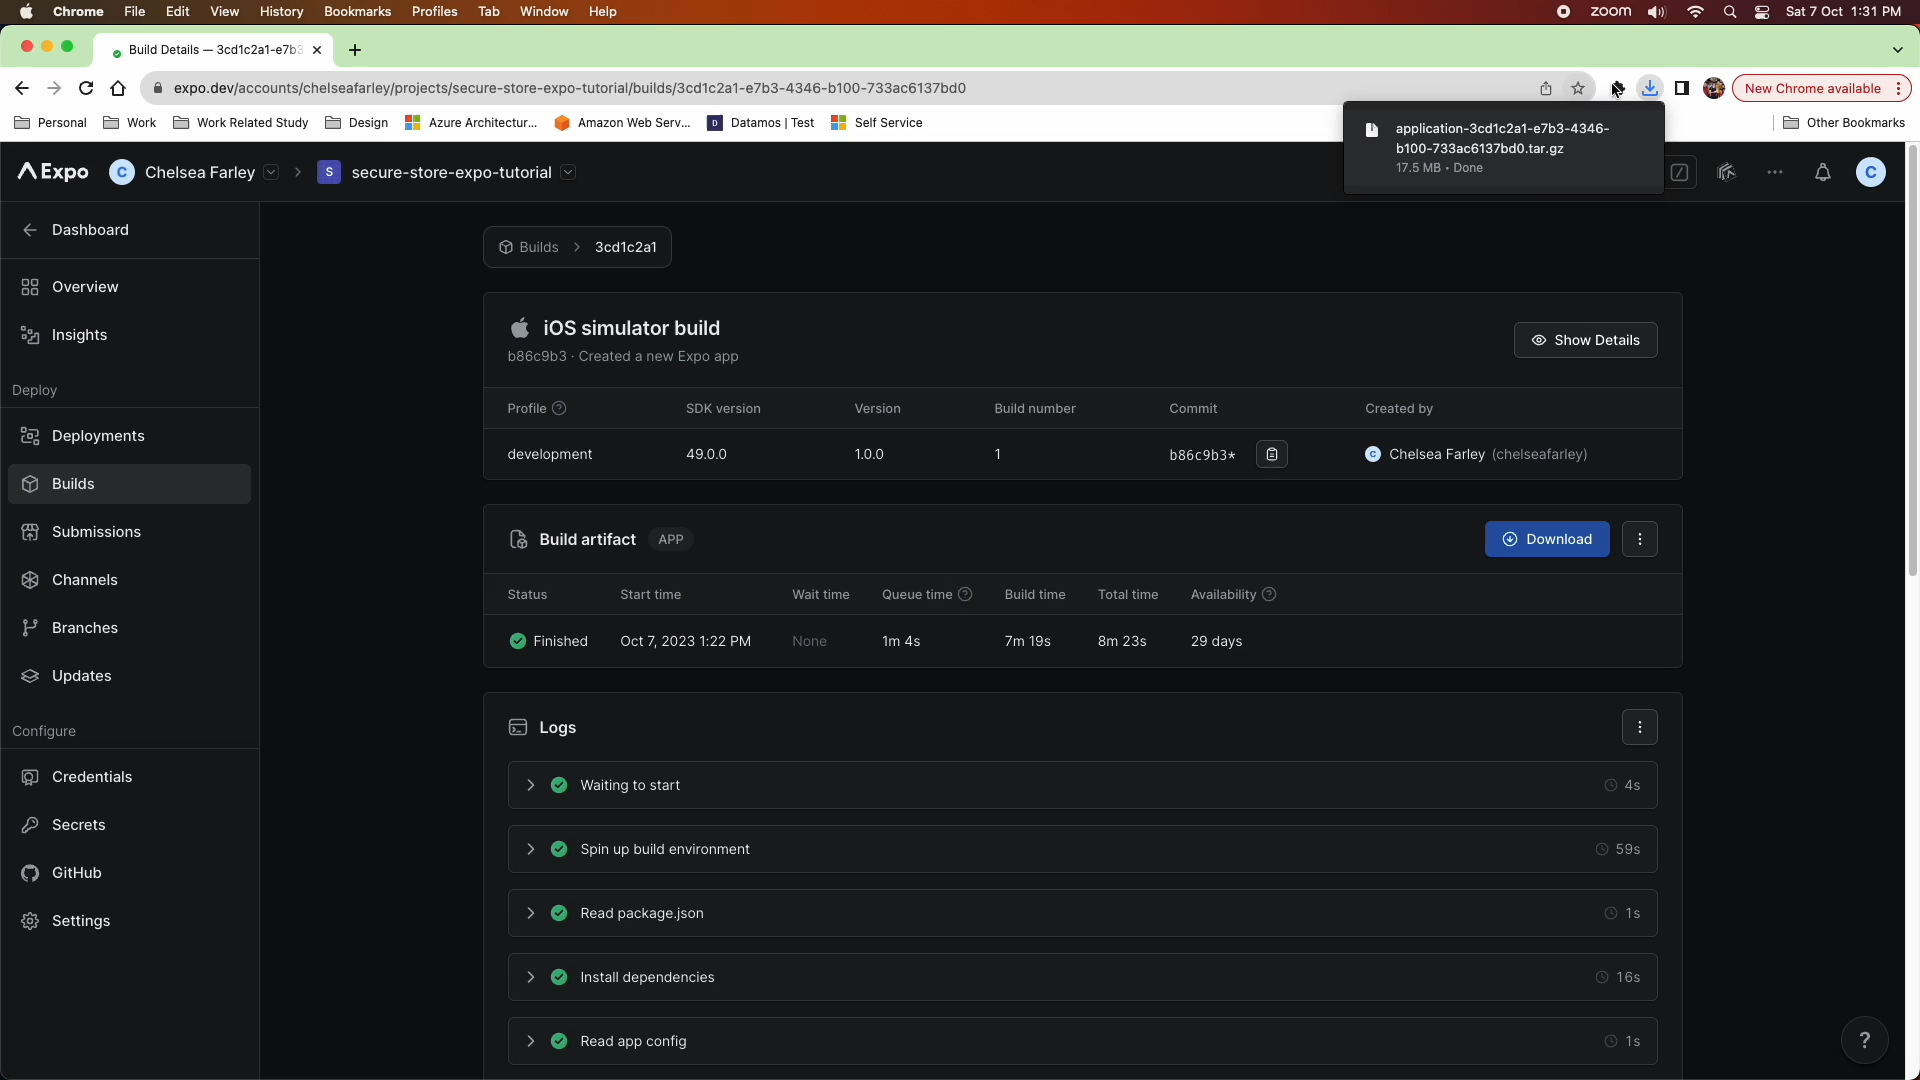 Chrome File Edit View History Bookmarks Profiles Tab Window Help zoom Sat 7 Oct 1:31 PM
Build Details — 3cd1c2a1-e7b3
expo.dev/accounts/chelseafarley/projects/secure-store-expo-tutorial/builds/3cd1c2a1-e7b3-4346-b100-733ac6137bd0 New Chrome available
Personal Work Work Related Study Design Azure Architectur... Amazon Web Serv... D Datamos | Test Self Service Other Bookmarks
application-3cd1c2a1-e7b3-4346-
b100-733ac6137bd0.tar.gz
17.5 MB • Done
Expo C Chelsea Farley S secure-store-expo-tutorial / C
Dashboard
Overview
Insights
Deploy
Deployments
Builds
Submissions
Channels
Branches
Updates
Configure
Credentials
Secrets
GitHub
Settings
Builds 3cd1c2a1
iOS simulator build
b86c9b3 · Created a new Expo app
Show Details
Profile ? SDK version Version Build number Commit Created by
development 49.0.0 1.0.0 1 b86c9b3* C Chelsea Farley (chelseafarley)
Build artifact APP Download
Status Start time Wait time Queue time ? Build time Total time Availability ?
Finished Oct 7, 2023 1:22 PM None 1m 4s 7m 19s 8m 23s 29 days
Logs
Waiting to start 4s
Spin up build environment 59s
Read package.json 1s
Install dependencies 16s
Read app config 1s
?